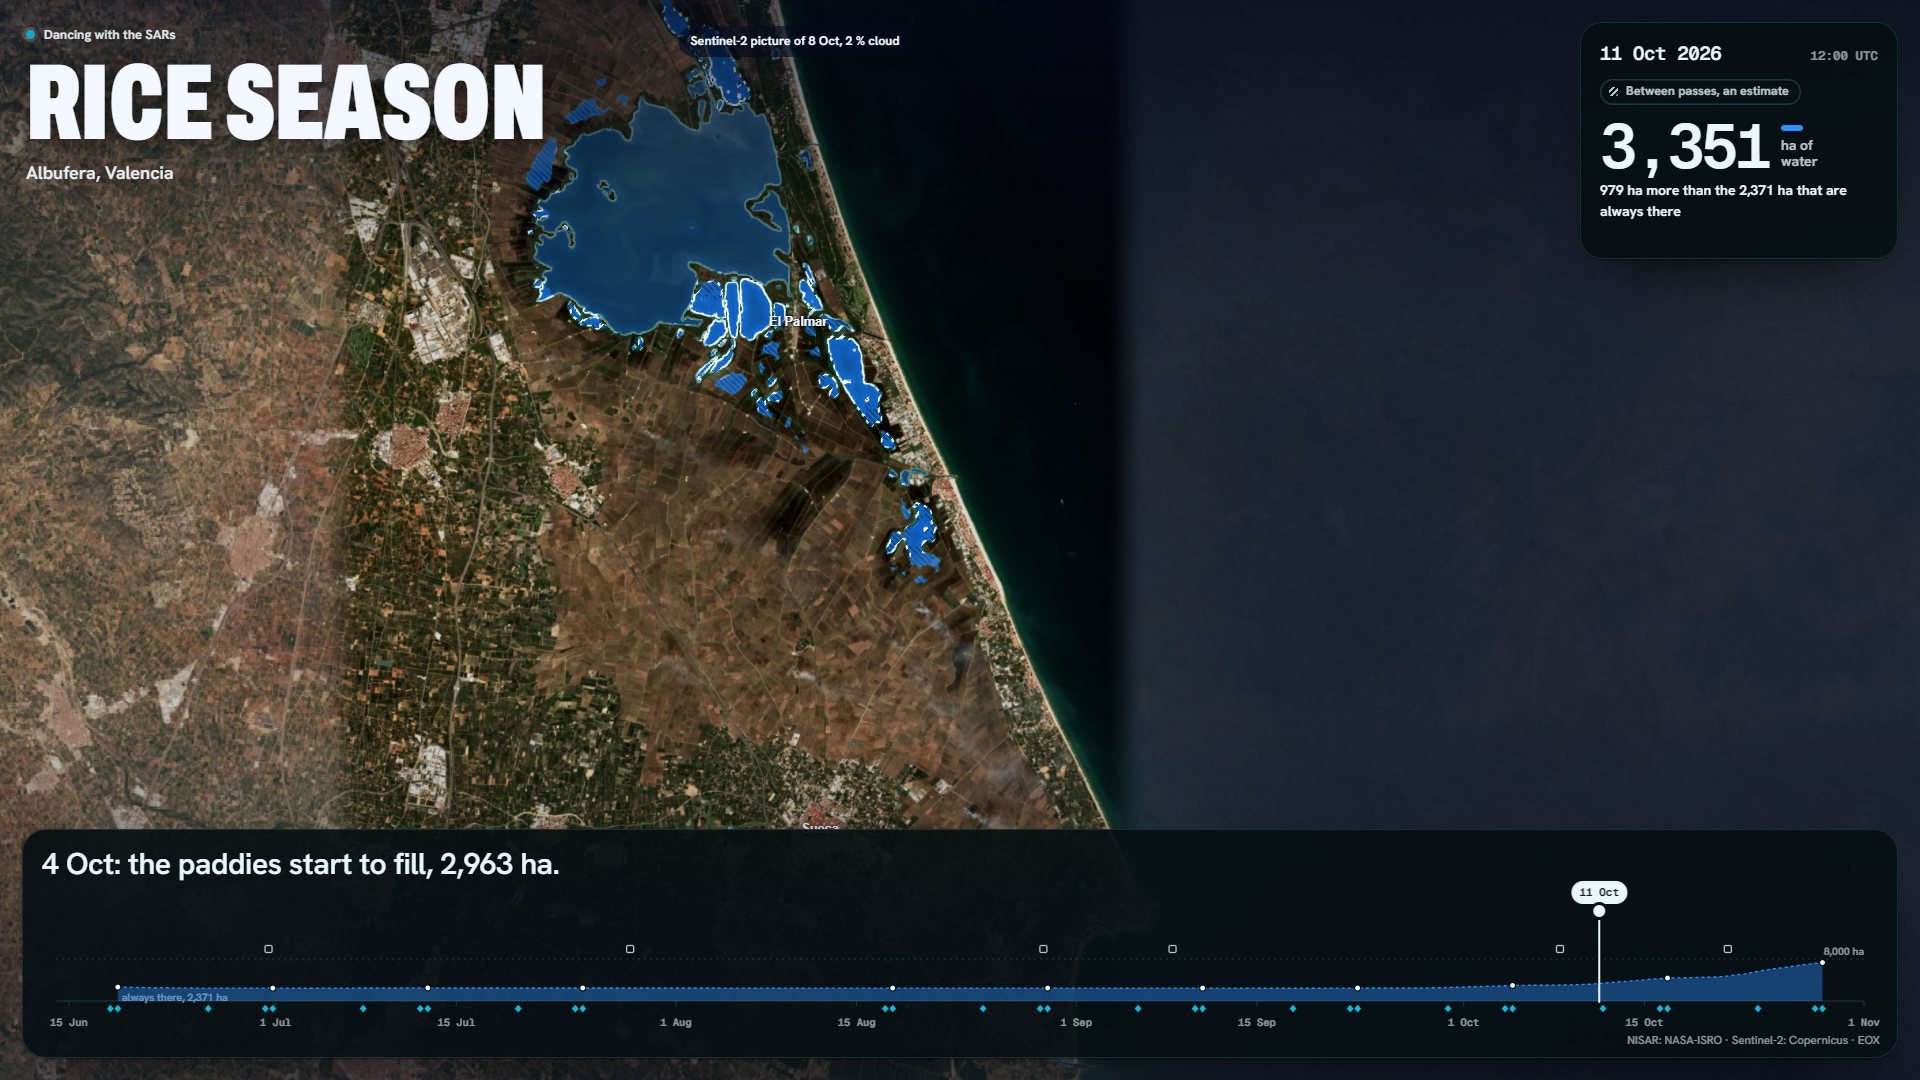 Dancing with the SARs
RICE SEASON
Albufera, Valencia
Sentinel-2 picture of 8 Oct, 2 % cloud
11 Oct 2026
12:00 UTC
Between passes, an estimate
3,351
ha of
water
979 ha more than the 2,371 ha that are
always there
El Palmar
Sueca
4 Oct: the paddies start to fill, 2,963 ha.
11 Oct
8,000 ha
always there, 2,371 ha
15 Jun
1 Jul
15 Jul
1 Aug
15 Aug
1 Sep
15 Sep
1 Oct
15 Oct
1 Nov
NISAR: NASA-ISRO · Sentinel-2: Copernicus · EOX